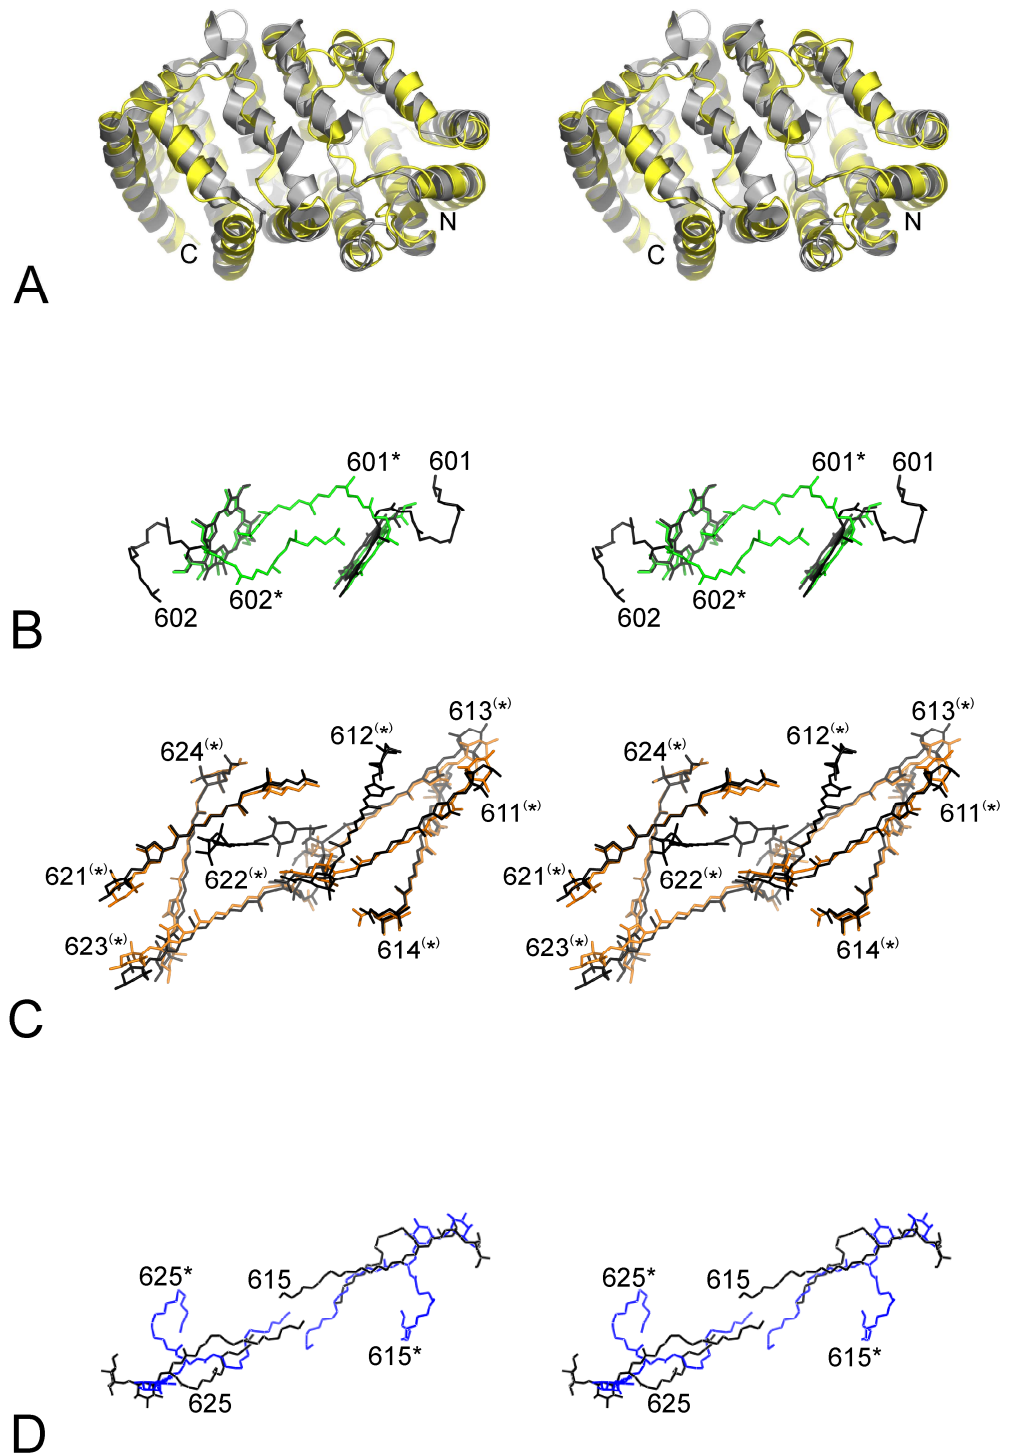 N N
C C
A
601* 601 601* 601
602* 602*
602 602
B
613(*) 613(*)
612(*) 612(*)
624(*) 624(*)
611(*) 611(*)
621(*) 622(*) 621(*) 622(*)
623(*) 614(*) 623(*) 614(*)
C
625* 615 625* 615
615* 615*
625 625
D